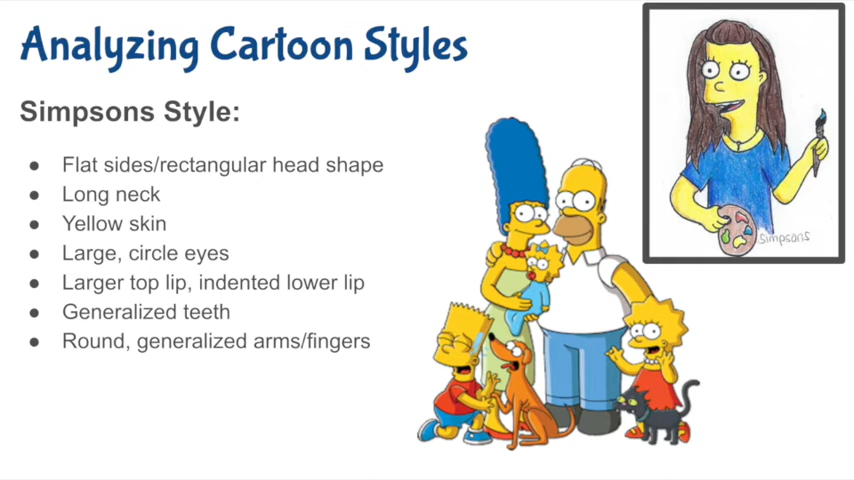 Analyzing Cartoon Styles
Simpsons Style:
● Flat sides/rectangular head shape
● Long neck
● Yellow skin
● Large, circle eyes
● Larger top lip, indented lower lip
● Generalized teeth
● Round, generalized arms/fingers
Simpsons